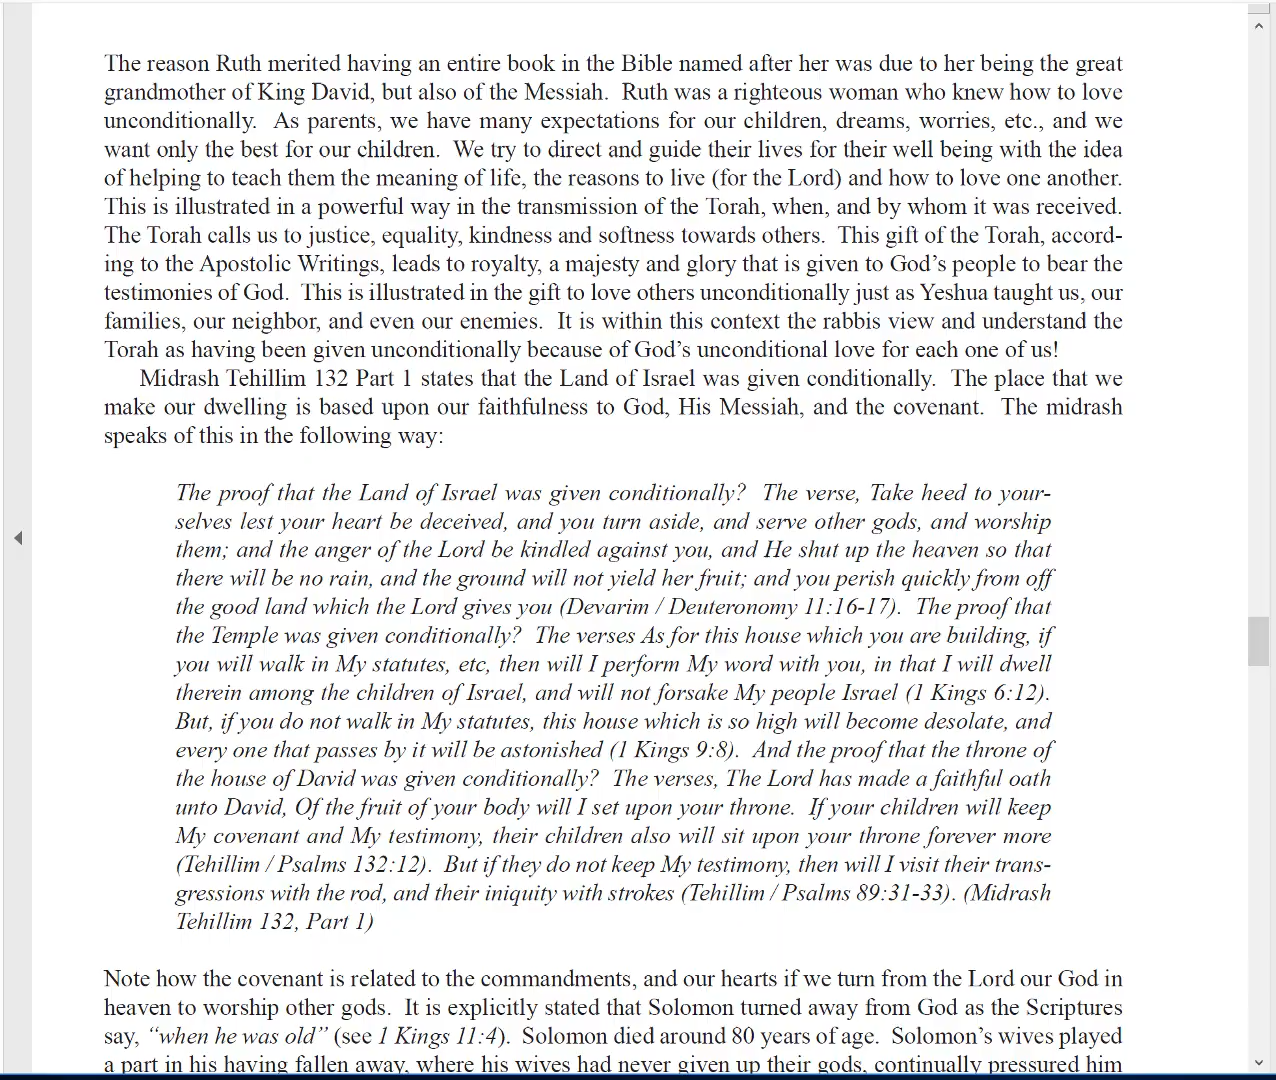 The reason Ruth merited having an entire book in the Bible named after her was due to her being the great
grandmother of King David, but also of the Messiah.  Ruth was a righteous woman who knew how to love
unconditionally.  As parents, we have many expectations for our children, dreams, worries, etc., and we
want only the best for our children.  We try to direct and guide their lives for their well being with the idea
of helping to teach them the meaning of life, the reasons to live (for the Lord) and how to love one another.
This is illustrated in a powerful way in the transmission of the Torah, when, and by whom it was received.
The Torah calls us to justice, equality, kindness and softness towards others.  This gift of the Torah, accord-
ing to the Apostolic Writings, leads to royalty, a majesty and glory that is given to God's people to bear the
testimonies of God.  This is illustrated in the gift to love others unconditionally just as Yeshua taught us, our
families, our neighbor, and even our enemies.  It is within this context the rabbis view and understand the
Torah as having been given unconditionally because of God's unconditional love for each one of us!
Midrash Tehillim 132 Part 1 states that the Land of Israel was given conditionally.  The place that we
make our dwelling is based upon our faithfulness to God, His Messiah, and the covenant.  The midrash
speaks of this in the following way:
The proof that the Land of Israel was given conditionally?  The verse, Take heed to your-
selves lest your heart be deceived, and you turn aside, and serve other gods, and worship
them; and the anger of the Lord be kindled against you, and He shut up the heaven so that
there will be no rain, and the ground will not yield her fruit; and you perish quickly from off
the good land which the Lord gives you (Devarim / Deuteronomy 11:16-17).  The proof that
the Temple was given conditionally?  The verses As for this house which you are building, if
you will walk in My statutes, etc, then will I perform My word with you, in that I will dwell
therein among the children of Israel, and will not forsake My people Israel (1 Kings 6:12).
But, if you do not walk in My statutes, this house which is so high will become desolate, and
every one that passes by it will be astonished (1 Kings 9:8).  And the proof that the throne of
the house of David was given conditionally?  The verses, The Lord has made a faithful oath
unto David, Of the fruit of your body will I set upon your throne.  If your children will keep
My covenant and My testimony, their children also will sit upon your throne forever more
(Tehillim / Psalms 132:12).  But if they do not keep My testimony, then will I visit their trans-
gressions with the rod, and their iniquity with strokes (Tehillim / Psalms 89:31-33). (Midrash
Tehillim 132, Part 1)
Note how the covenant is related to the commandments, and our hearts if we turn from the Lord our God in
heaven to worship other gods.  It is explicitly stated that Solomon turned away from God as the Scriptures
say, "when he was old" (see 1 Kings 11:4).  Solomon died around 80 years of age.  Solomon's wives played
a part in his having fallen away, where his wives had never given up their gods, continually pressured him